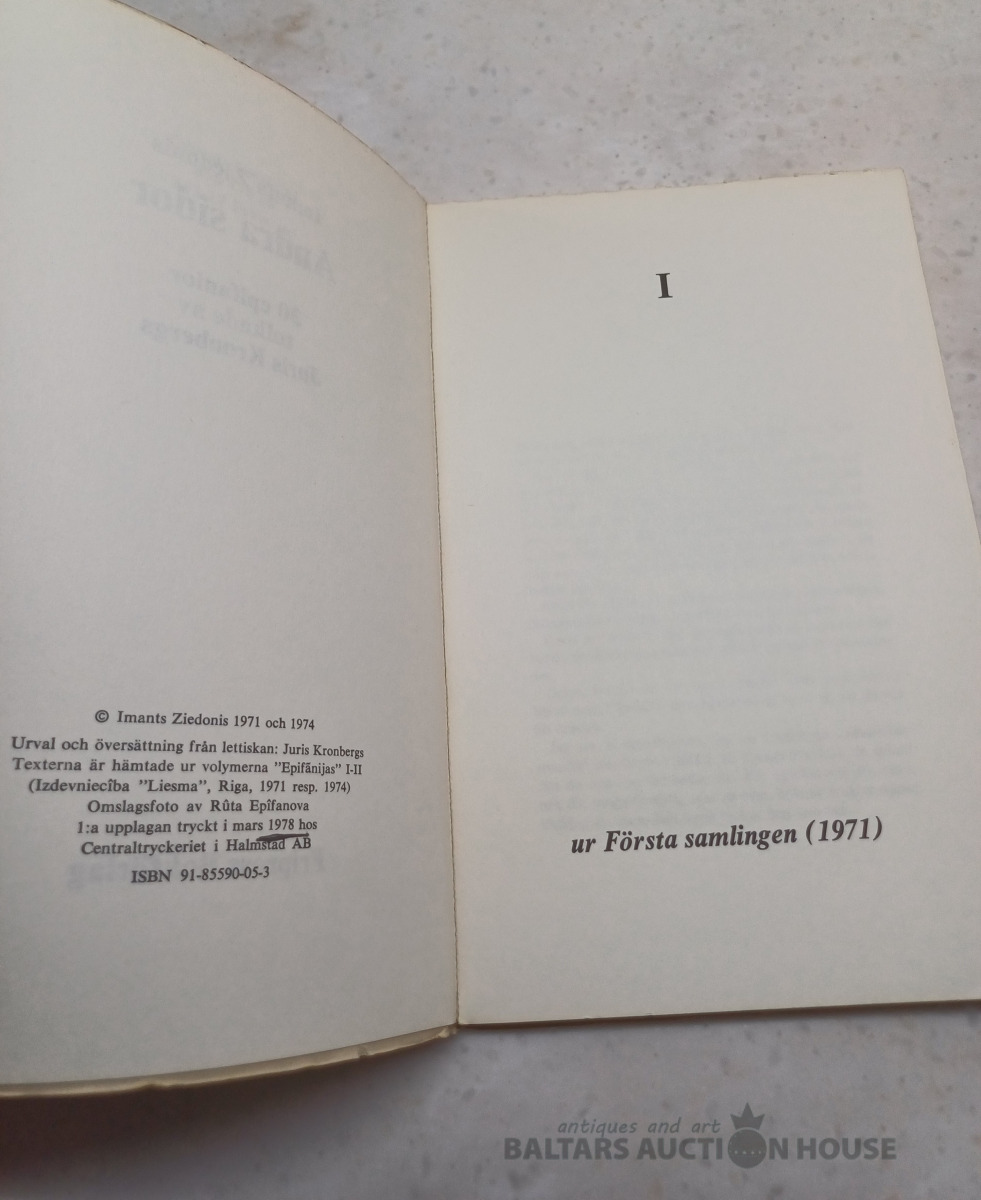 © Imants Ziedonis 1971 och 1974
Urval och översättning från lettiskan: Juris Kronbergs
Texterna är hämtade ur volymerna "Epifānijas" I-II
(Izdevniecîba "Liesma", Riga, 1971 resp. 1974)
Omslagsfoto av Rûta Epîfanova
1:a upplagan tryckt i mars 1978 hos
Centraltryckeriet i Halmstad AB
ISBN 91-85590-05-3
I
ur Första samlingen (1971)
antiques and art
BALTARS AUCTION HOUSE